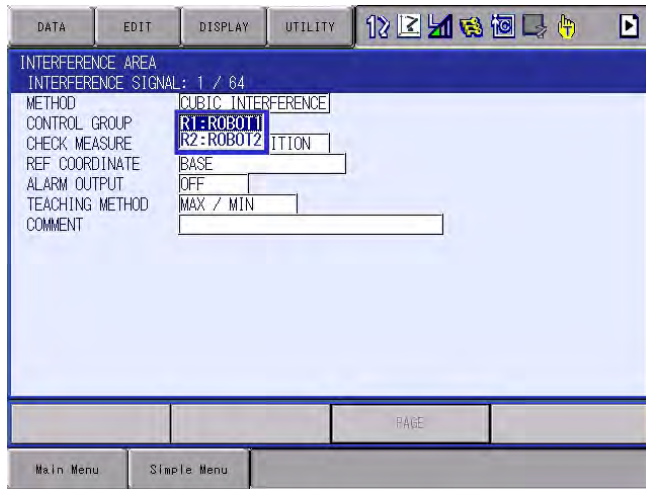 DATA EDIT DISPLAY UTILITY
INTERFERENCE AREA
INTERFERENCE SIGNAL: 1 / 64
METHOD CUBIC INTERFERENCE
CONTROL GROUP R1:ROBOT1
R2:ROBOT2
CHECK MEASURE ITION
REF COORDINATE BASE
ALARM OUTPUT OFF
TEACHING METHOD MAX / MIN
COMMENT
PAGE
Main Menu Simple Menu